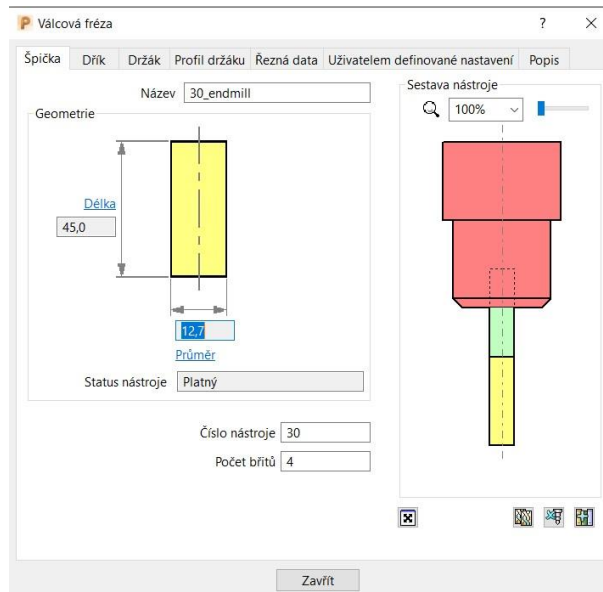 Válcová fréza ? ×
Špička Dřík Držák Profil držáku Řezná data Uživatelem definované nastavení Popis
Název 30_endmill
Sestava nástroje
100%
Geometrie
Délka
45,0
12,7
Průměr
Status nástroje Platný
Číslo nástroje 30
Počet břitů 4
Zavřít